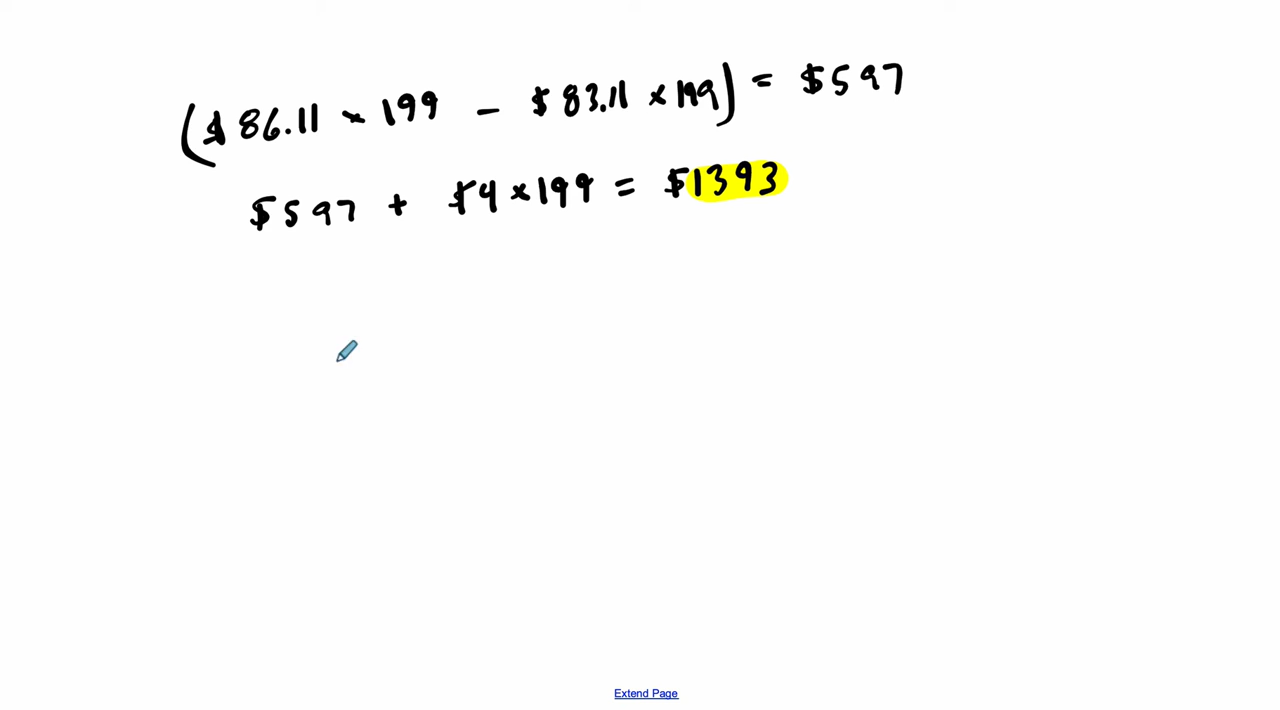 ($86.11 × 199 - $83.11 × 199) = $597
$597 + $4 × 199 = $1393
Extend Page